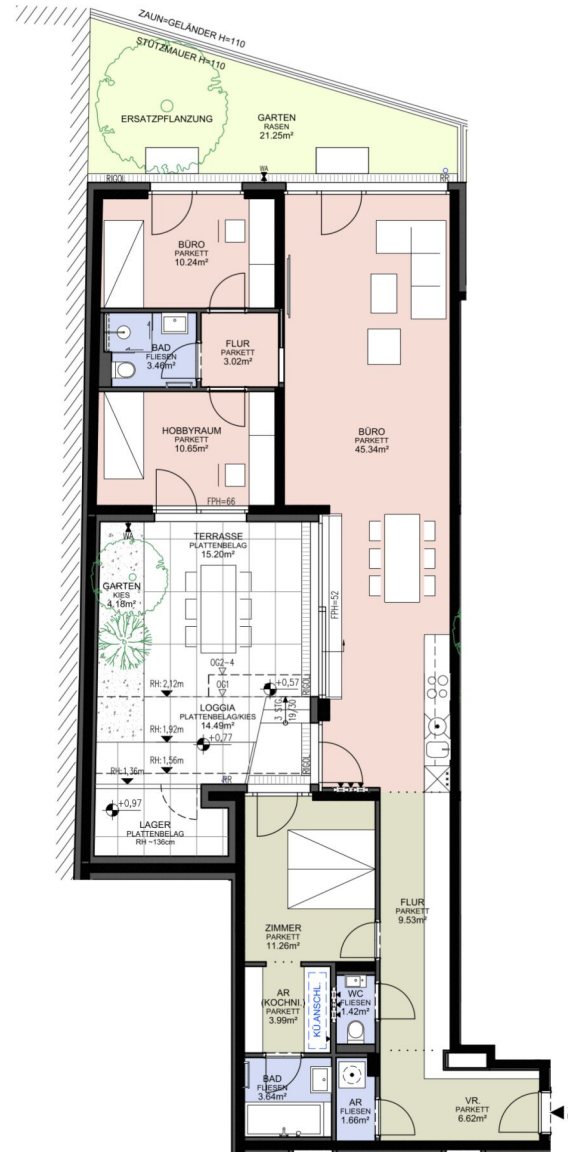 ZAUN=GELÄNDER H=110
STÜTZMAUER H=110
ERSATZPFLANZUNG
GARTEN
RASEN
21.25m²
RIGOL
WA
RR
BÜRO
PARKETT
10.24m²
BAD
FLIESEN
3.46m²
FLUR
PARKETT
3.02m²
HOBBYRAUM
PARKETT
10.65m²
BÜRO
PARKETT
45.34m²
FPH=66
WA
TERRASSE
PLATTENBELAG
15.20m²
GARTEN
KIES
4.18m²
FPH=52
OG2-4
OG1
RH: 2,12m
+0,57
RIGOL
LOGGIA
PLATTENBELAG/KIES
14.49m²
3 STG
19/30
RH: 1,92m
+0,77
RH: 1,56m
RIGOL
RH: 1,36m
RR
+0,97
LAGER
PLATTENBELAG
RH ~136cm
ZIMMER
PARKETT
11.26m²
FLUR
PARKETT
9.53m²
AR
(KOCHNI.)
PARKETT
3.99m²
KÜ.ANSCHL.
WC
FLIESEN
1.42m²
BAD
FLIESEN
3.64m²
AR
FLIESEN
1.66m²
VR.
PARKETT
6.62m²